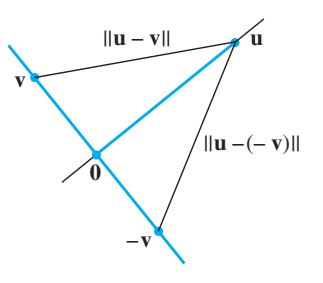 ||u – v||
u
v
||u –(– v)||
0
–v